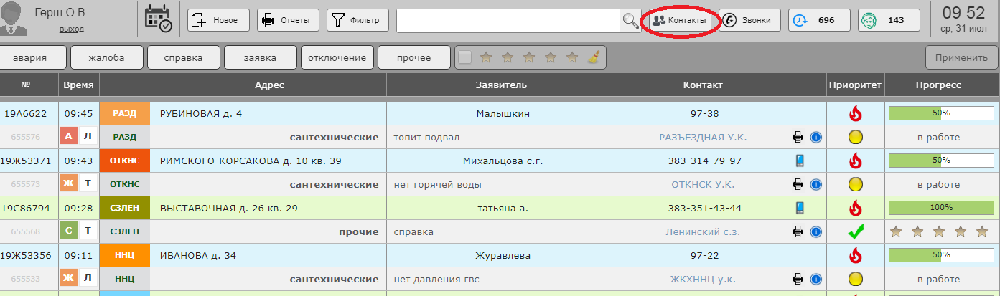 Герш О.В.
выход
Новое Отчеты Фильтр Контакты Звонки 696 143
09 52
ср, 31 июл
авария жалоба справка заявка отключение прочее Применить
№ Время Адрес Заявитель Контакт Приоритет Прогресс
19А6622 09:45 РАЗД РУБИНОВАЯ д. 4 Малышкин 97-38 50%
655576 А Л РАЗД сантехнические топит подвал РАЗЪЕЗДНАЯ У.К. в работе
19Ж53371 09:43 ОТКНС РИМСКОГО-КОРСАКОВА д. 10 кв. 39 Михальцова с.г. 383-314-79-97 50%
655573 Ж Т ОТКНС сантехнические нет горячей воды ОТКНСК У.К. в работе
19С86794 09:28 СЗЛЕН ВЫСТАВОЧНАЯ д. 26 кв. 29 татьяна а. 383-351-43-44 100%
655568 С Т СЗЛЕН прочие справка Ленинский с.з.
19Ж53356 09:11 ННЦ ИВАНОВА д. 34 Журавлева 97-22 50%
655533 Ж Л ННЦ сантехнические нет давления гвс ЖКХННЦ у.к. в работе